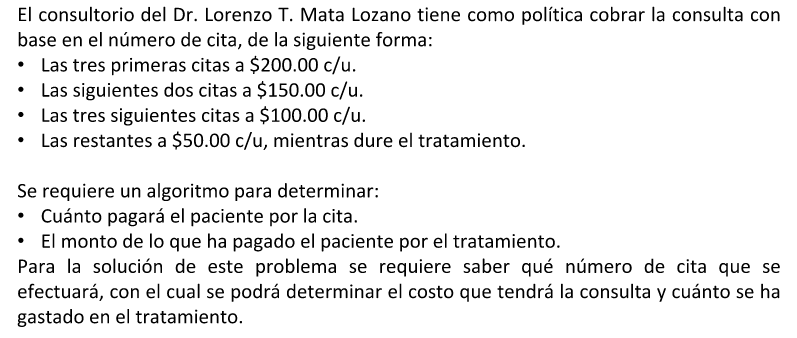 El consultorio del Dr. Lorenzo T. Mata Lozano tiene como política cobrar la consulta con
base en el número de cita, de la siguiente forma:
• Las tres primeras citas a $200.00 c/u.
• Las siguientes dos citas a $150.00 c/u.
• Las tres siguientes citas a $100.00 c/u.
• Las restantes a $50.00 c/u, mientras dure el tratamiento.
Se requiere un algoritmo para determinar:
• Cuánto pagará el paciente por la cita.
• El monto de lo que ha pagado el paciente por el tratamiento.
Para la solución de este problema se requiere saber qué número de cita que se
efectuará, con el cual se podrá determinar el costo que tendrá la consulta y cuánto se ha
gastado en el tratamiento.